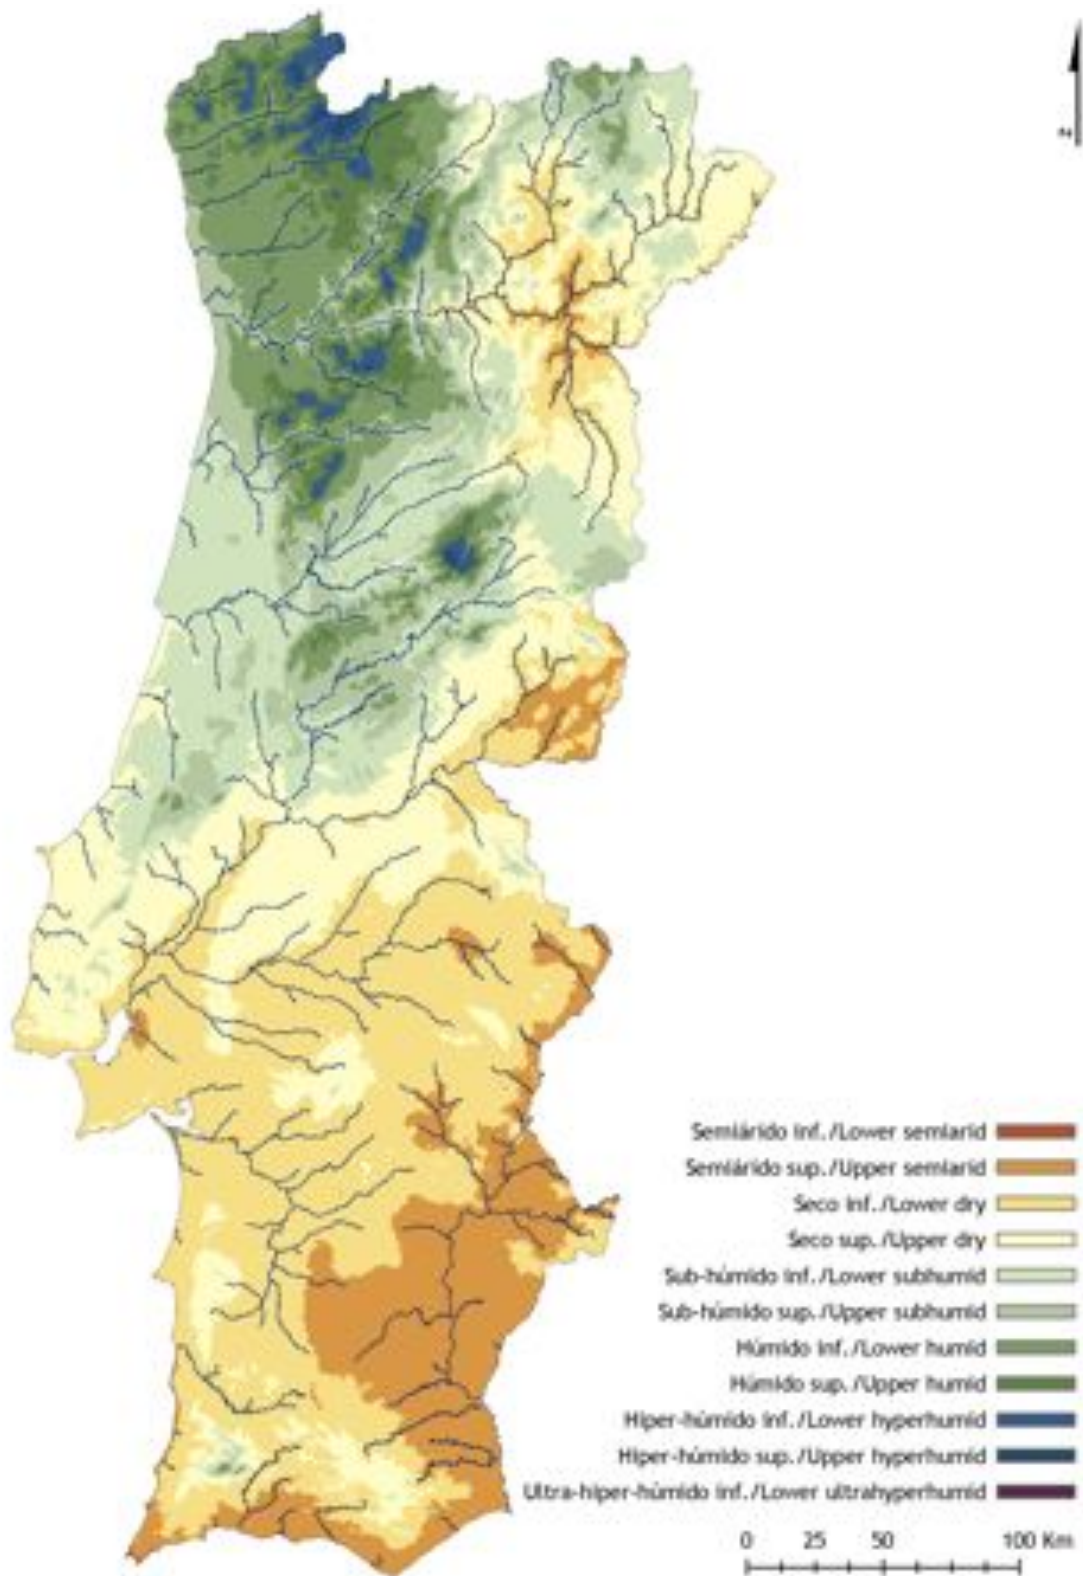 N
Semiárido inf./Lower semiarid
Semiárido sup./Upper semiarid
Seco inf./Lower dry
Seco sup./Upper dry
Sub-húmido inf./Lower subhumid
Sub-húmido sup./Upper subhumid
Húmido inf./Lower humid
Húmido sup./Upper humid
Hiper-húmido inf./Lower hyperhumid
Hiper-húmido sup./Upper hyperhumid
Ultra-hiper-húmido inf./Lower ultrahyperhumid
0 25 50 100 Km